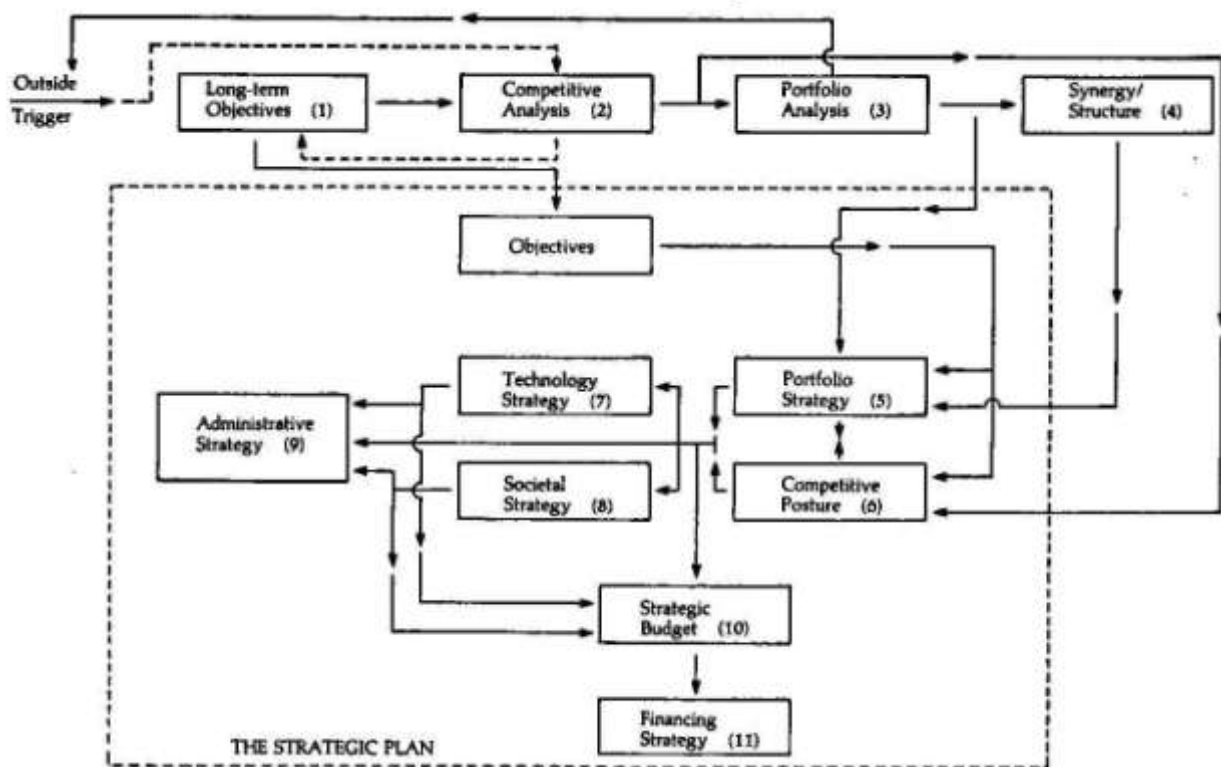 Outside
Trigger
Long-term
Objectives (1)
Competitive
Analysis (2)
Portfolio
Analysis (3)
Synergy/
Structure (4)
Objectives
Technology
Strategy (7)
Portfolio
Strategy (5)
Administrative
Strategy (9)
Societal
Strategy (8)
Competitive
Posture (6)
Strategic
Budget (10)
Financing
Strategy (11)
THE STRATEGIC PLAN